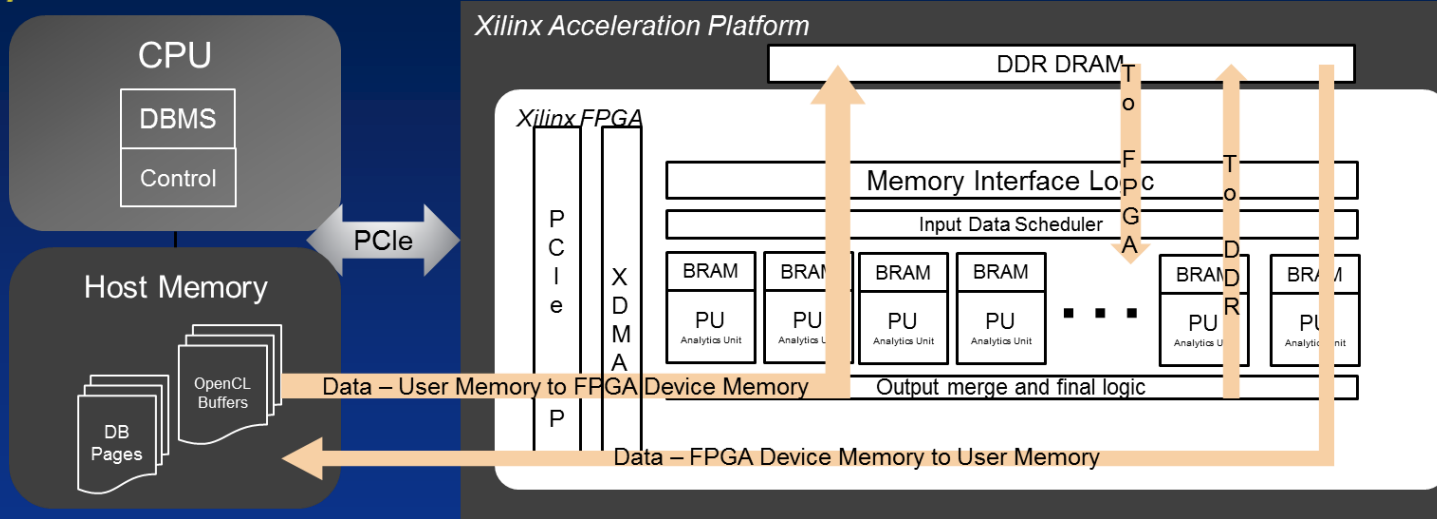 Xilinx Acceleration Platform
CPU
DBMS
Control
PCIe
Host Memory
OpenCL
Buffers
DB
Pages
DDR DRAM
Xilinx FPGA
PCIe
P
XDMA
Memory Interface Logic
Input Data Scheduler
BRAM BRAM BRAM BRAM BRAM BRAM
PU PU PU PU PU PU
Analytics Unit Analytics Unit Analytics Unit Analytics Unit Analytics Unit Analytics Unit
To FPGA
To DDR
Output merge and final logic
Data – User Memory to FPGA Device Memory
Data – FPGA Device Memory to User Memory